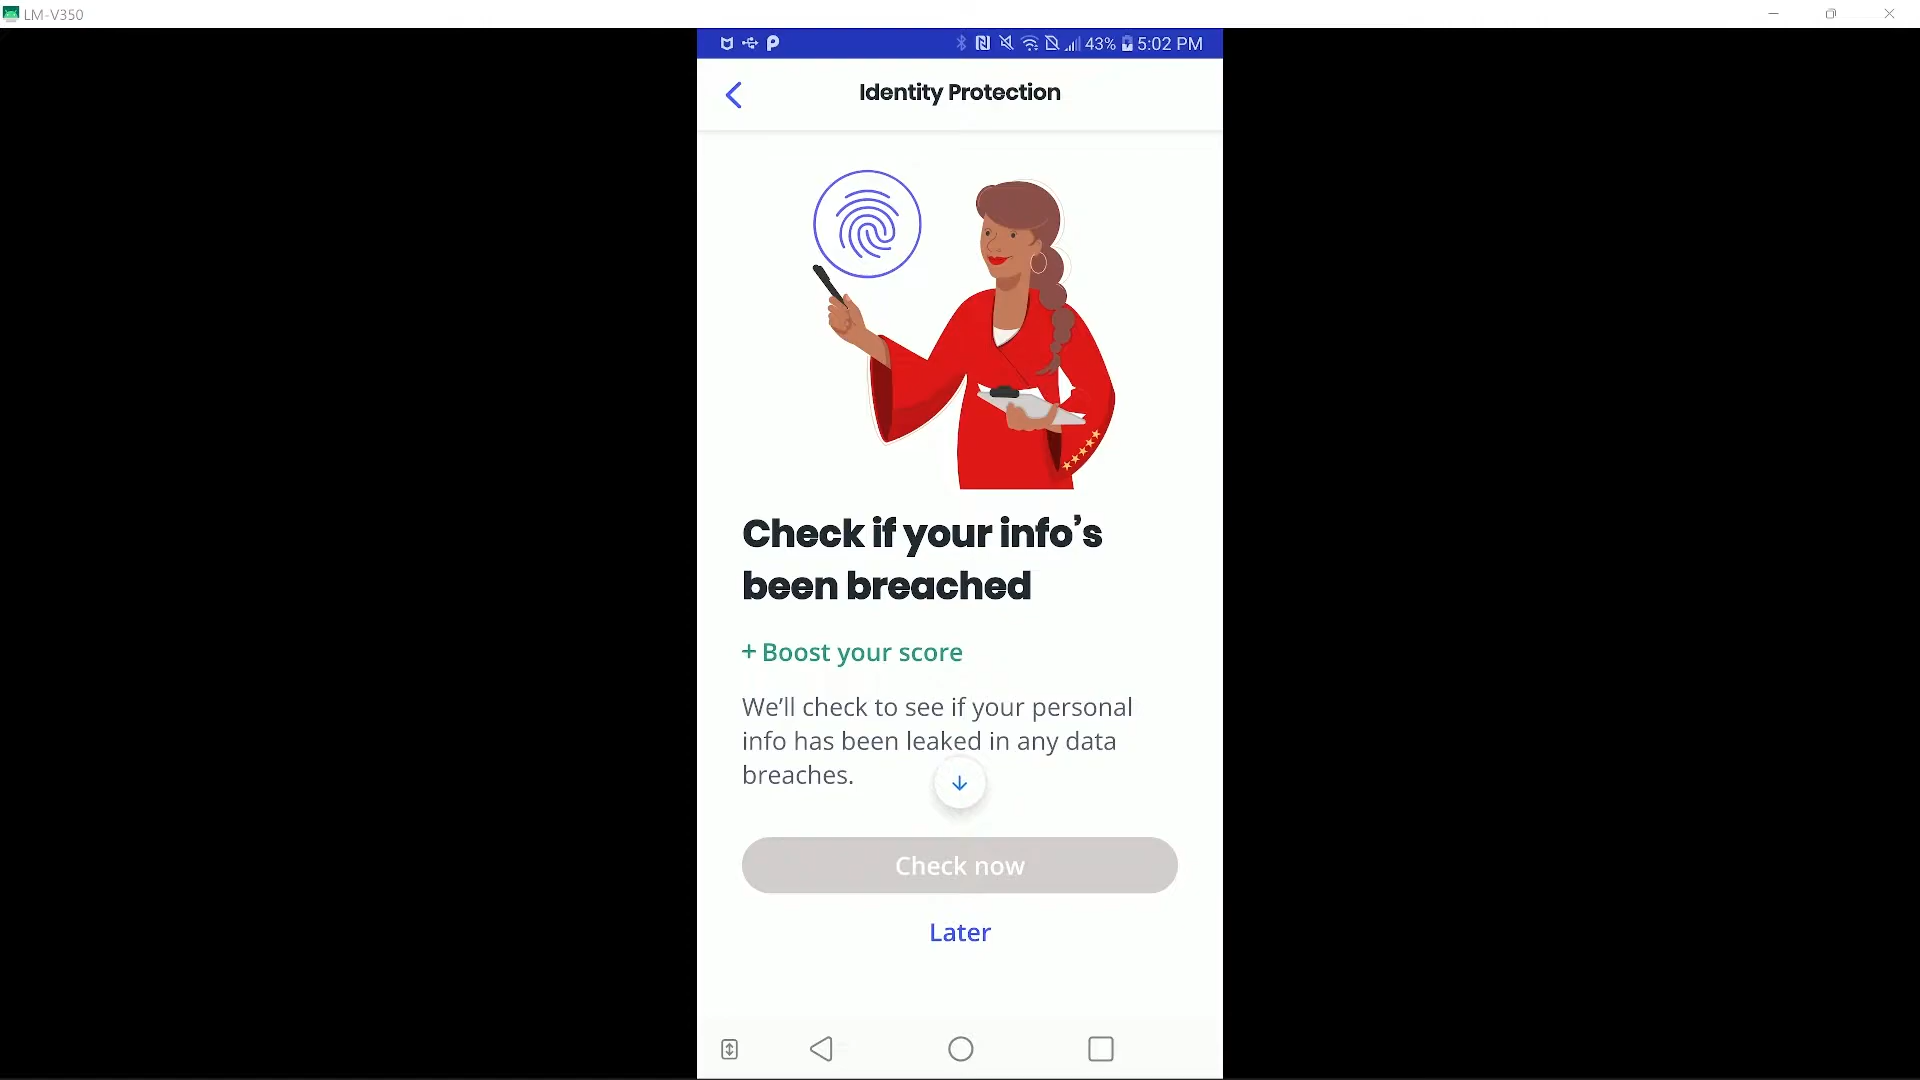 LM-V350
43% 5:02 PM
Identity Protection
Check if your info’s
been breached
+ Boost your score
We’ll check to see if your personal
info has been leaked in any data
breaches.
Check now
Later